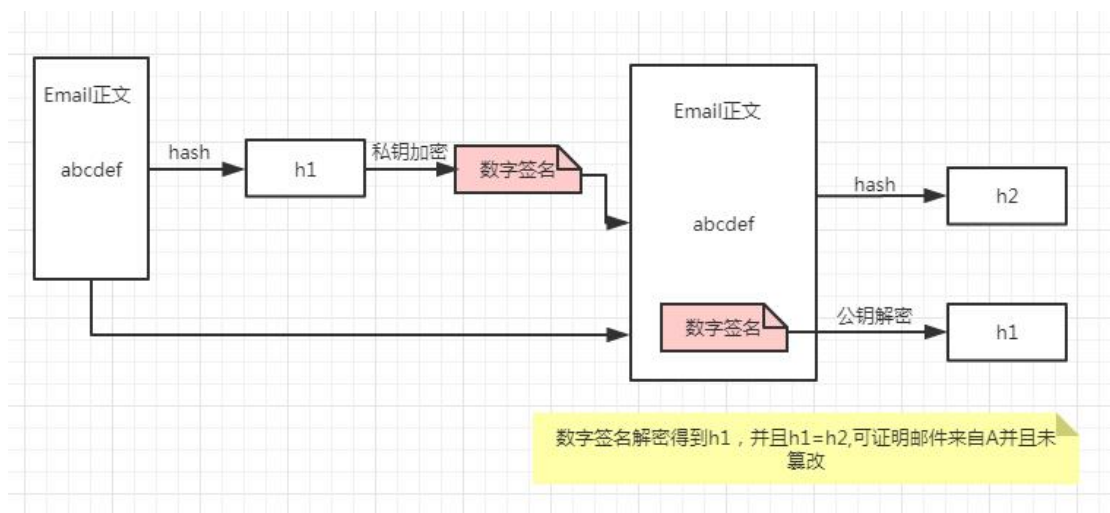 Email正文
abcdef
hash
h1
私钥加密
数字签名
Email正文
abcdef
数字签名
hash
h2
公钥解密
h1
数字签名解密得到h1，并且h1=h2,可证明邮件来自A并且未
篡改